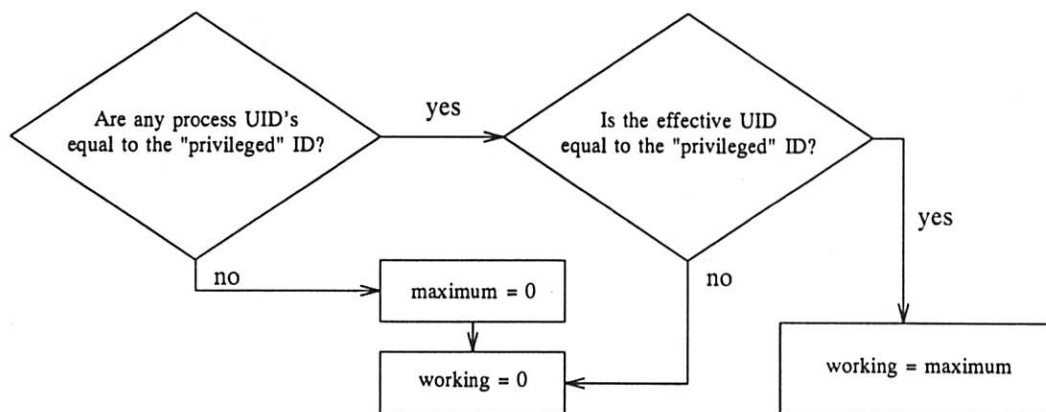 Are any process UID's
equal to the "privileged" ID?
yes
Is the effective UID
equal to the "privileged" ID?
yes
no
maximum = 0
no
working = 0
working = maximum